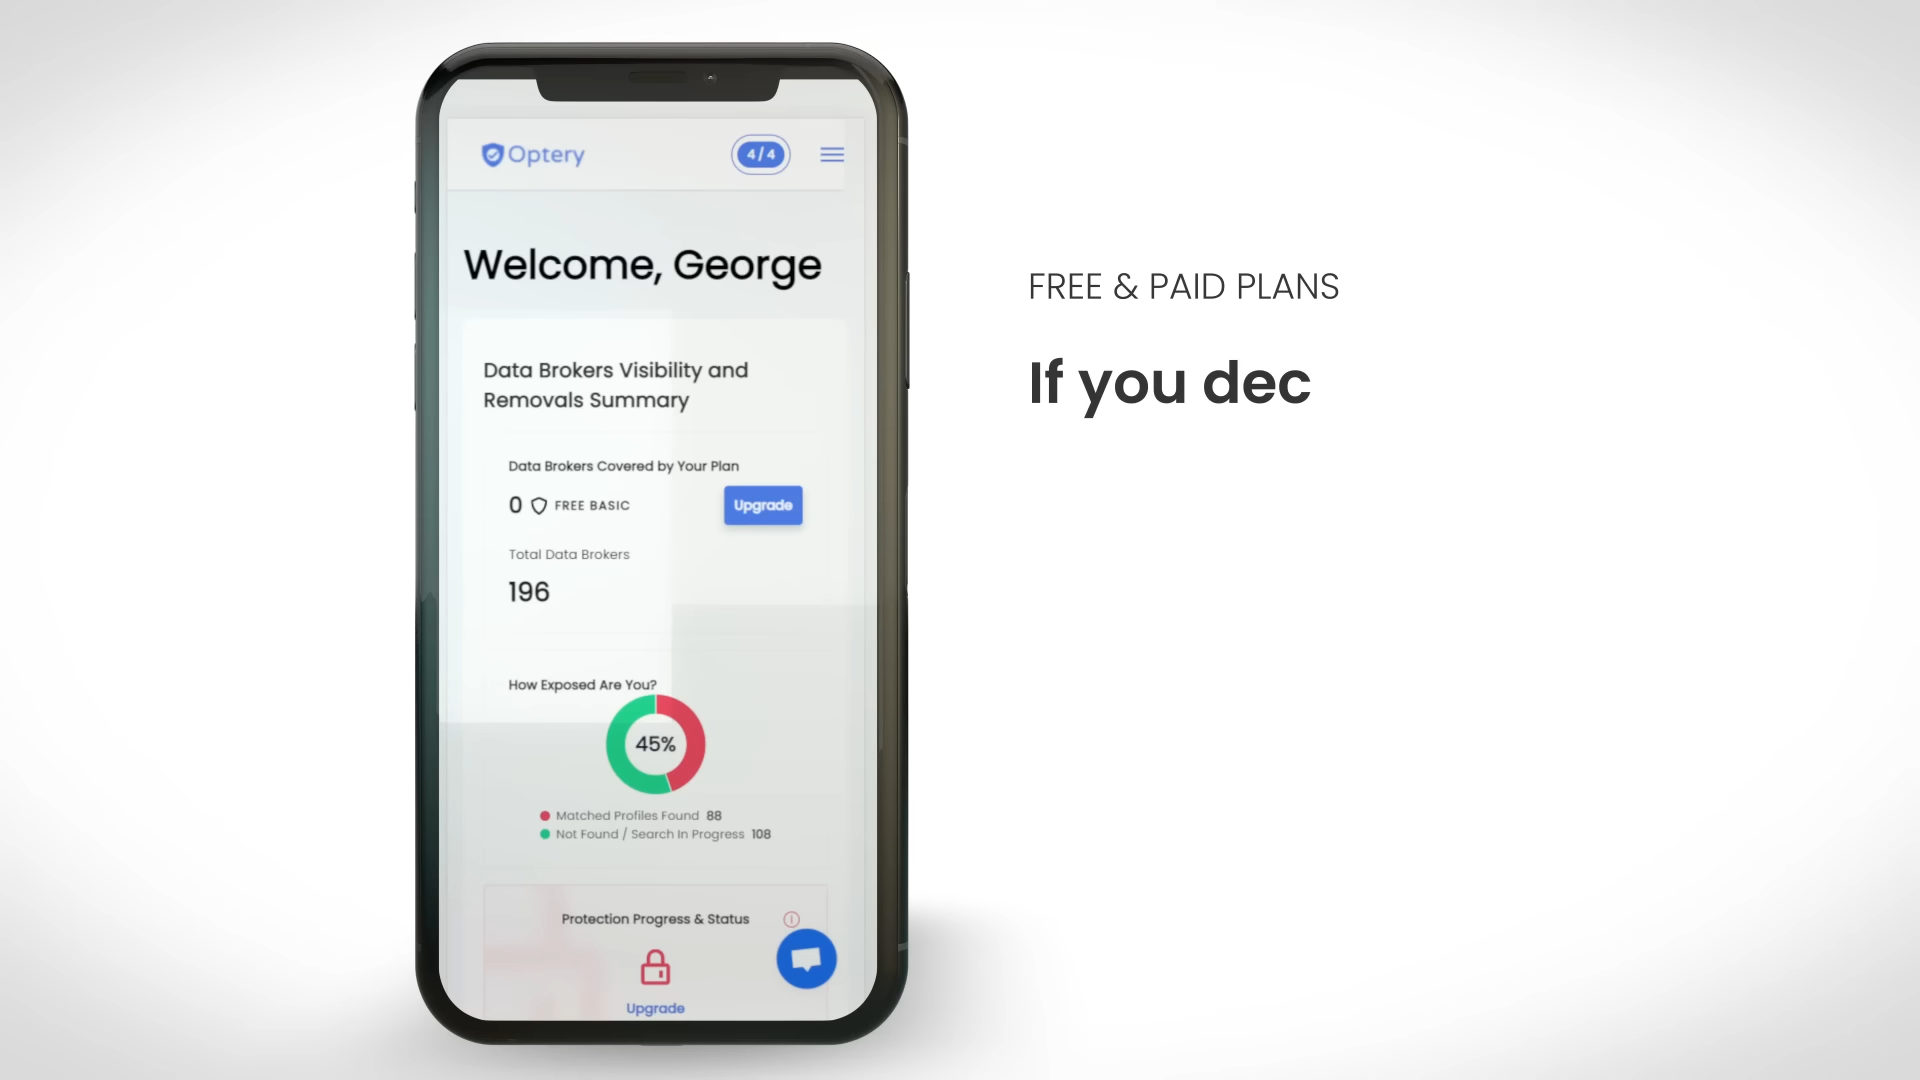 Optery
4/4
Welcome, George
Data Brokers Visibility and
Removals Summary
Data Brokers Covered by Your Plan
0 FREE BASIC
Upgrade
Total Data Brokers
196
How Exposed Are You?
45%
Matched Profiles Found 88
Not Found / Search In Progress 108
Protection Progress & Status
Upgrade
FREE & PAID PLANS
If you dec